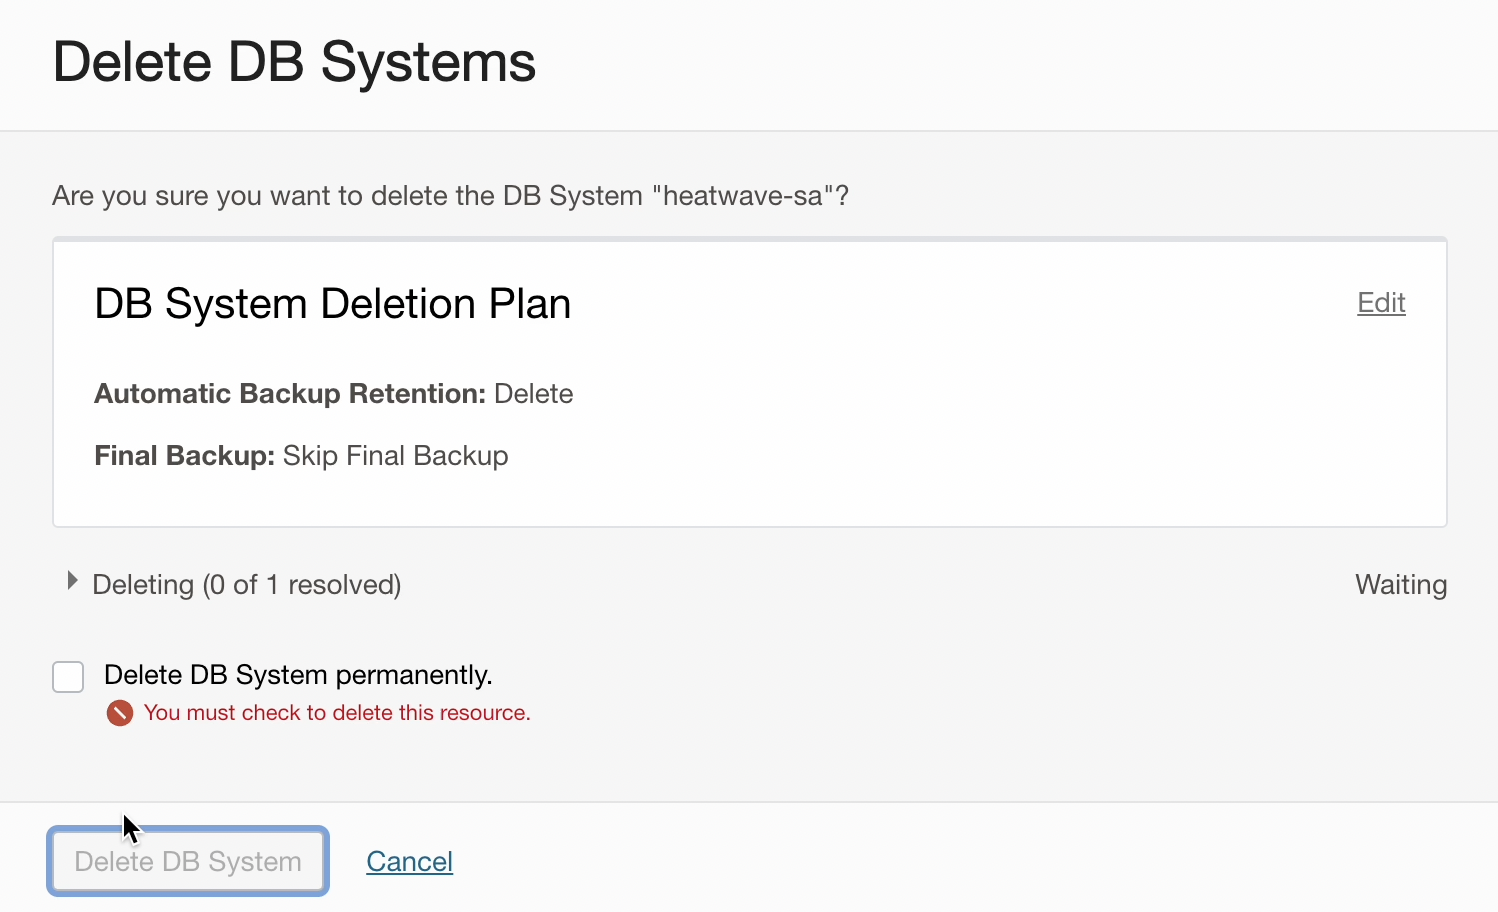 Delete DB Systems
Are you sure you want to delete the DB System "heatwave-sa"?
DB System Deletion Plan
Edit
Automatic Backup Retention: Delete
Final Backup: Skip Final Backup
Deleting (0 of 1 resolved)
Waiting
Delete DB System permanently.
You must check to delete this resource.
Delete DB System
Cancel